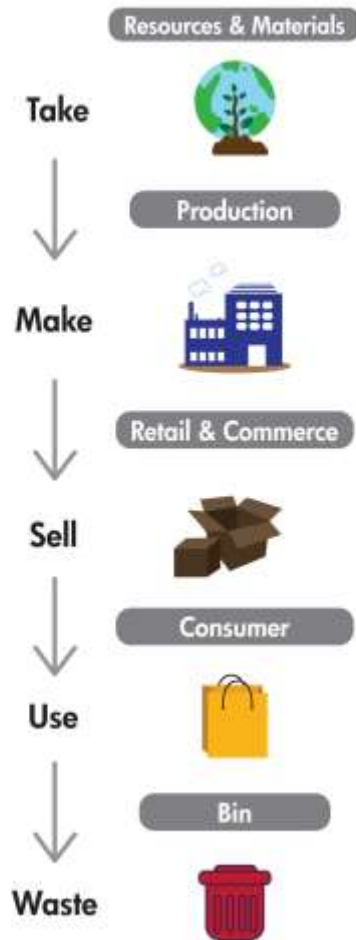 Resources & Materials
Take
Production
Make
Retail & Commerce
Sell
Consumer
Use
Bin
Waste